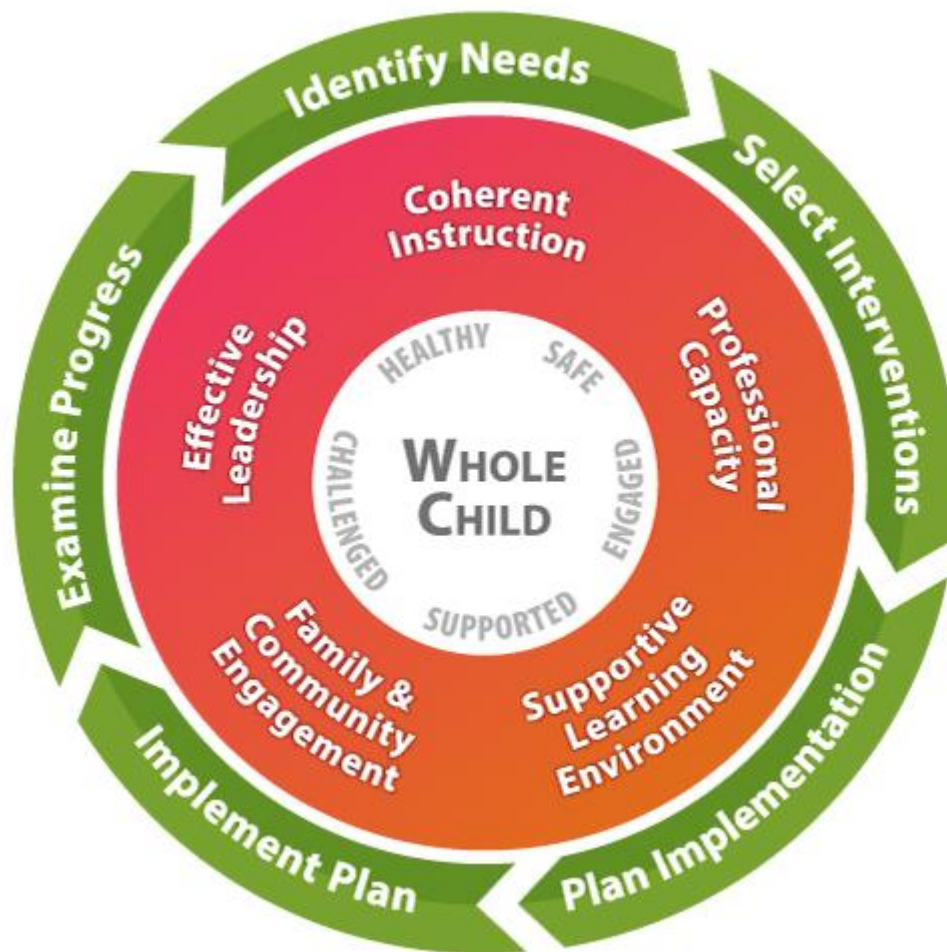 Identify Needs
Select Interventions
Plan Implementation
Implement Plan
Examine Progress
Coherent
Instruction
Professional
Capacity
Supportive
Learning
Environment
Family &
Community
Engagement
Effective
Leadership
HEALTHY
SAFE
ENGAGED
SUPPORTED
CHALLENGED
WHOLE
CHILD